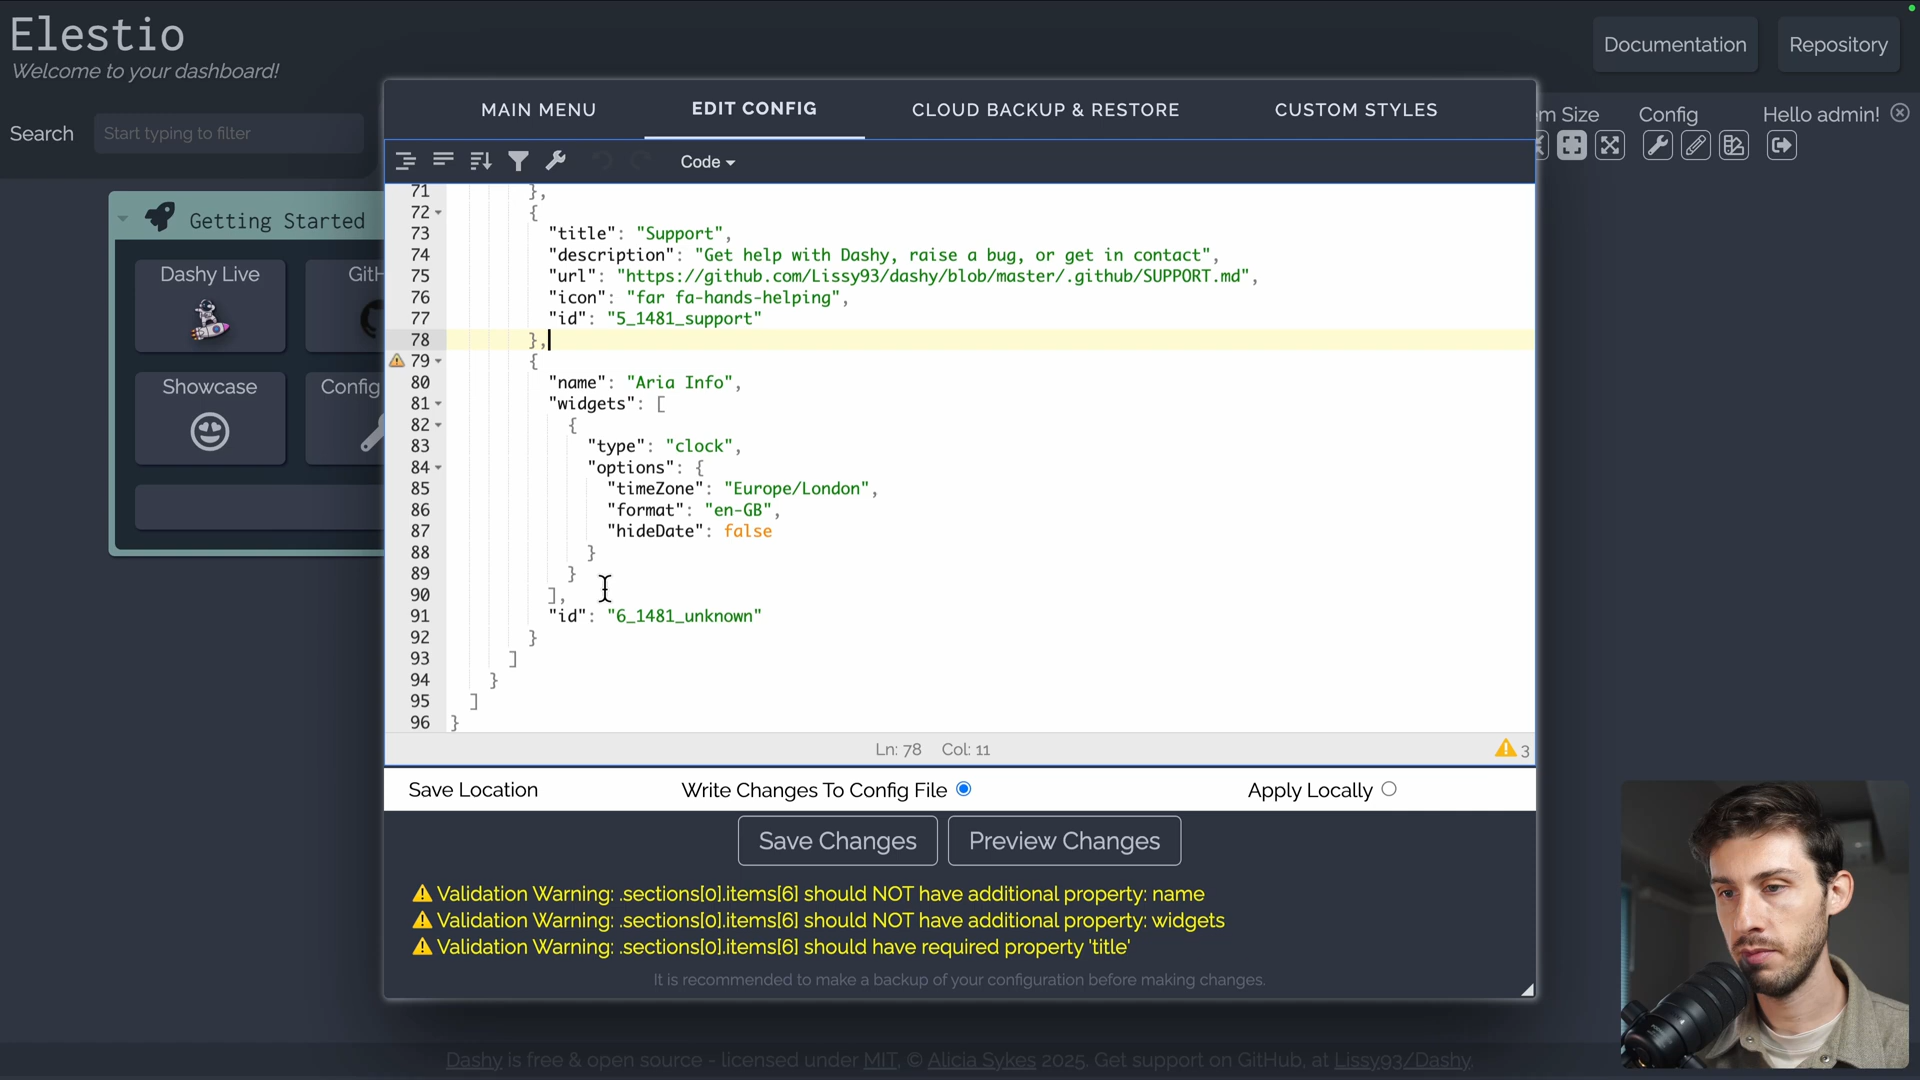 Elestio
Welcome to your dashboard!
Documentation
Repository
Search
Start typing to filter
m Size
Config
Hello admin!
MAIN MENU
EDIT CONFIG
CLOUD BACKUP & RESTORE
CUSTOM STYLES
Code
Getting Started
Dashy Live
GitH
Showcase
Config
71 },
72 {
73 "title": "Support",
74 "description": "Get help with Dashy, raise a bug, or get in contact",
75 "url": "https://github.com/Lissy93/dashy/blob/master/.github/SUPPORT.md",
76 "icon": "far fa-hands-helping",
77 "id": "5_1481_support"
78 },
79 {
80 "name": "Aria Info",
81 "widgets": [
82 {
83 "type": "clock",
84 "options": {
85 "timeZone": "Europe/London",
86 "format": "en-GB",
87 "hideDate": false
88 }
89 }
90 ],
91 "id": "6_1481_unknown"
92 }
93 ]
94 }
95 ]
96 }
Ln: 78 Col: 11
3
Save Location
Write Changes To Config File
Apply Locally
Save Changes
Preview Changes
Validation Warning: .sections[0].items[6] should NOT have additional property: name
Validation Warning: .sections[0].items[6] should NOT have additional property: widgets
Validation Warning: .sections[0].items[6] should have required property 'title'
It is recommended to make a backup of your configuration before making changes.
Dashy is free & open source - licensed under MIT, © Alicia Sykes 2025. Get support on GitHub, at Lissy93/Dashy.